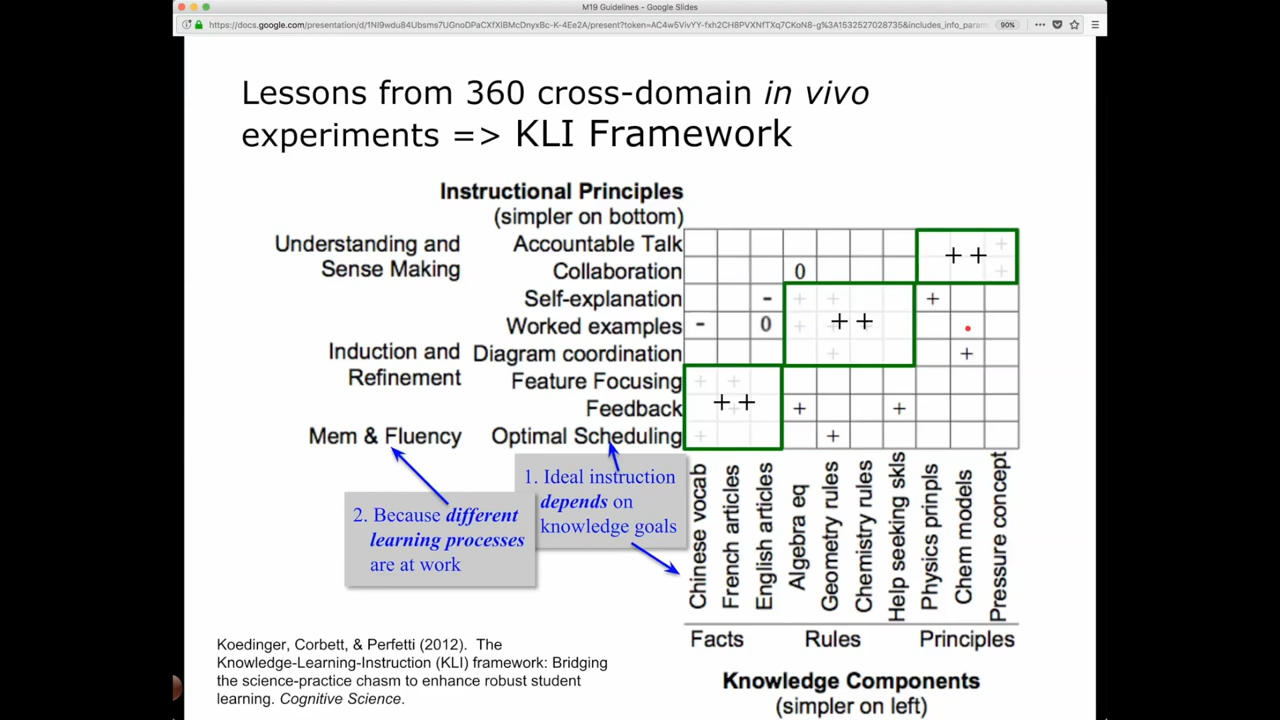 M19 Guidelines - Google Slides
90%
Lessons from 360 cross-domain in vivo
experiments => KLI Framework
Instructional Principles
(simpler on bottom)
Understanding and
Sense Making
Accountable Talk
+
+ +
Collaboration
0
+
Self-explanation
-
+
+
+
Worked examples
-
0
+
+ +
Induction and
Refinement
Diagram coordination
+
+
Feature Focusing
+
+
Feedback
+ +
+
+
+
Mem & Fluency
Optimal Scheduling
+
+
1. Ideal instruction
depends on
knowledge goals
2. Because different
learning processes
are at work
Chinese vocab
French articles
English articles
Algebra eq
Geometry rules
Chemistry rules
Help seeking skls
Physics prinpls
Chem models
Pressure concept
Facts
Rules
Principles
Knowledge Components
(simpler on left)
Koedinger, Corbett, & Perfetti (2012). The
Knowledge-Learning-Instruction (KLI) framework: Bridging
the science-practice chasm to enhance robust student
learning. Cognitive Science.